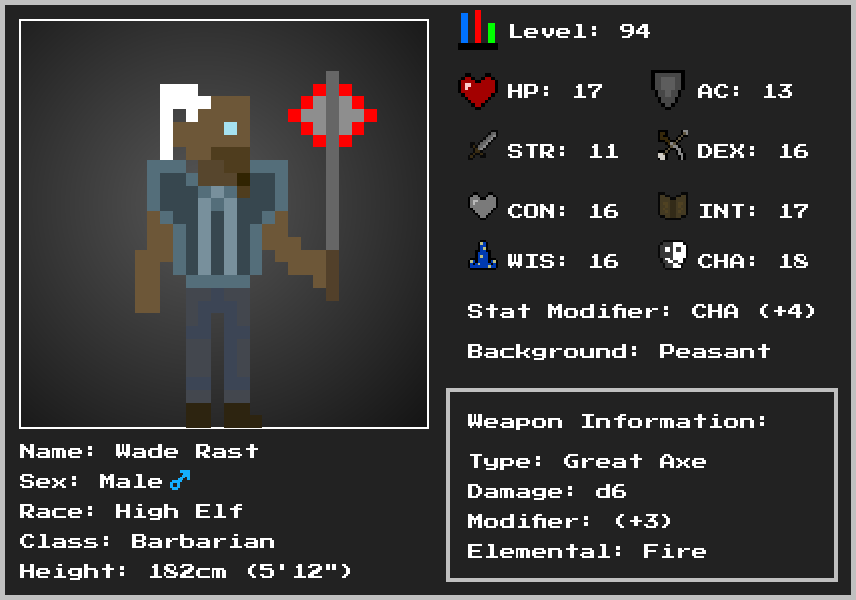 Level: 94
HP: 17
AC: 13
STR: 11
DEX: 16
CON: 16
INT: 17
WIS: 16
CHA: 18
Stat Modifier: CHA (+4)
Background: Peasant
Weapon Information:
Type: Great Axe
Damage: d6
Modifier: (+3)
Elemental: Fire
Name: Wade Rast
Sex: Male♂
Race: High Elf
Class: Barbarian
Height: 182cm (5'12")